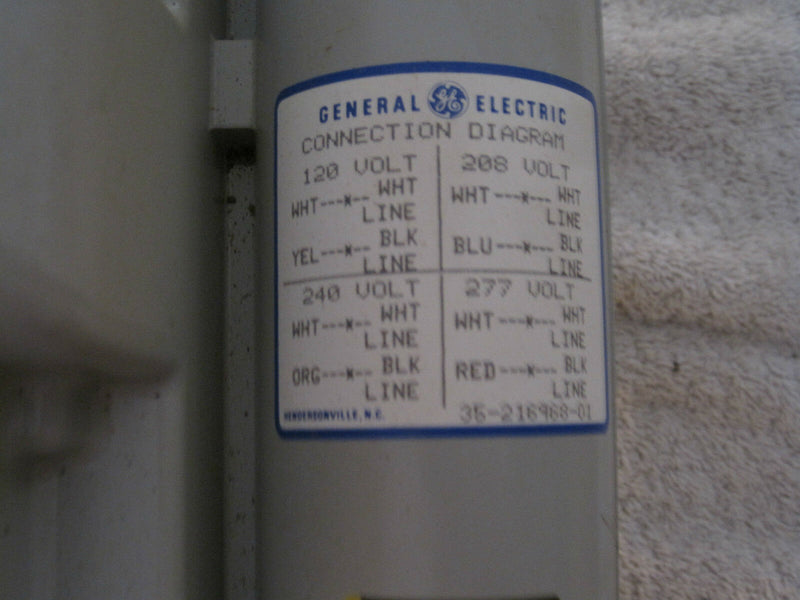 GENERAL GE ELECTRIC
CONNECTION DIAGRAM
120 VOLT
WHT---*-- WHT
LINE
YEL---*-- BLK
LINE
208 VOLT
WHT---*--- WHT
LINE
BLU---*--- BLK
LINE
240 VOLT
WHT---*-- WHT
LINE
ORG---*-- BLK
LINE
277 VOLT
WHT---*--- WHT
LINE
RED---*--- BLK
LINE
HENDERSONVILLE, N.C.
35-216968-01